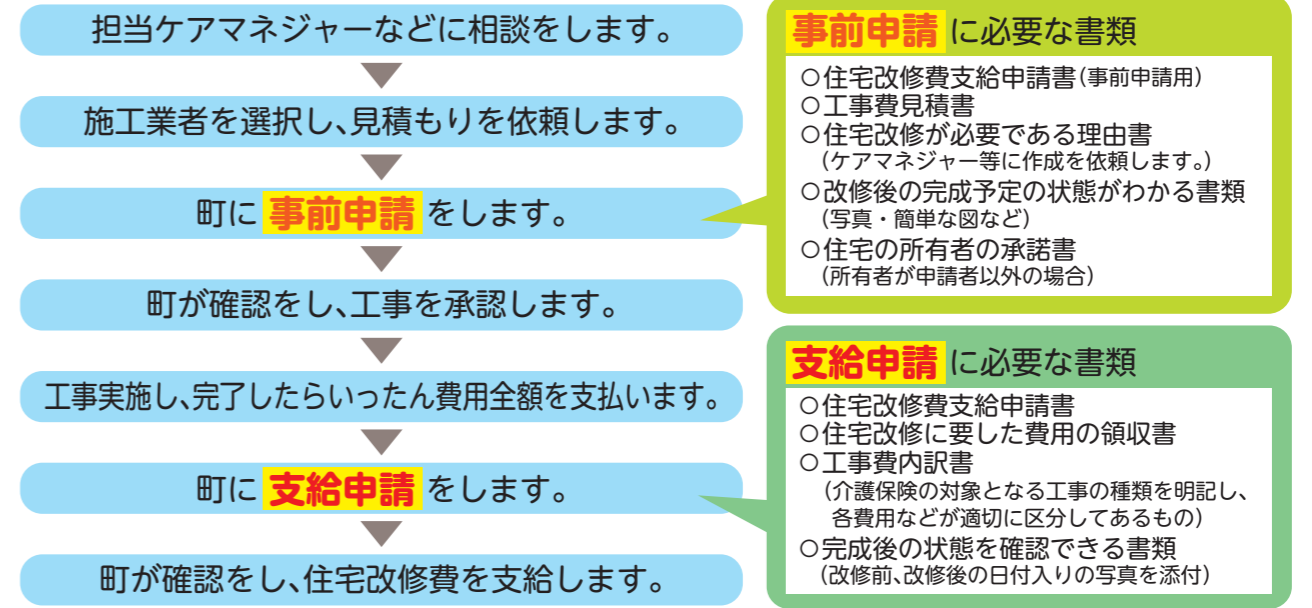 担当ケアマネジャーなどに相談をします。
施工業者を選択し、見積もりを依頼します。
町に 事前申請 をします。
町が確認をし、工事を承認します。
工事実施し、完了したらいったん費用全額を支払います。
町に 支給申請 をします。
町が確認をし、住宅改修費を支給します。
事前申請 に必要な書類
○住宅改修費支給申請書(事前申請用)
○工事費見積書
○住宅改修が必要である理由書
(ケアマネジャー等に作成を依頼します。)
○改修後の完成予定の状態がわかる書類
(写真・簡単な図など)
○住宅の所有者の承諾書
(所有者が申請者以外の場合)
支給申請 に必要な書類
○住宅改修費支給申請書
○住宅改修に要した費用の領収書
○工事費内訳書
(介護保険の対象となる工事の種類を明記し、
各費用などが適切に区分してあるもの)
○完成後の状態を確認できる書類
(改修前、改修後の日付入りの写真を添付)